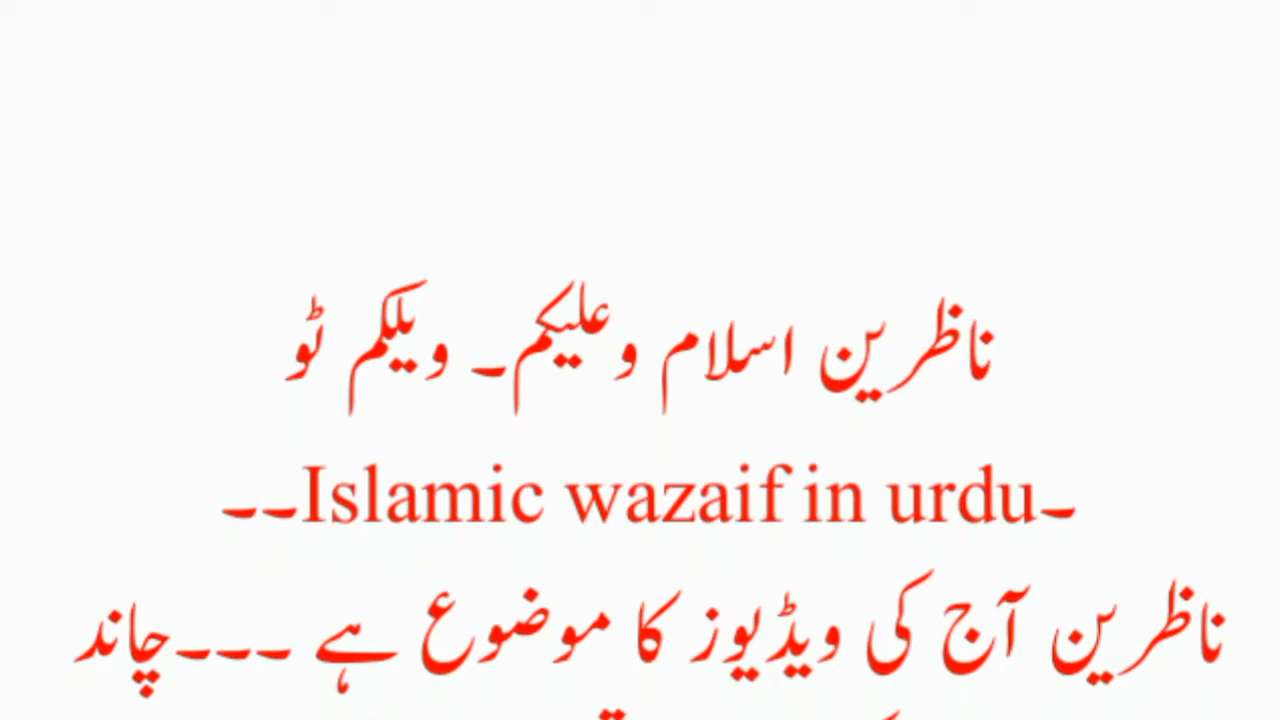 ناظرین اسلام وعلیکم۔ ویلکم ٹو
۔Islamic wazaif in urdu۔۔
ناظرین آج کی ویڈیوز کا موضوع ہے ۔۔۔چاند